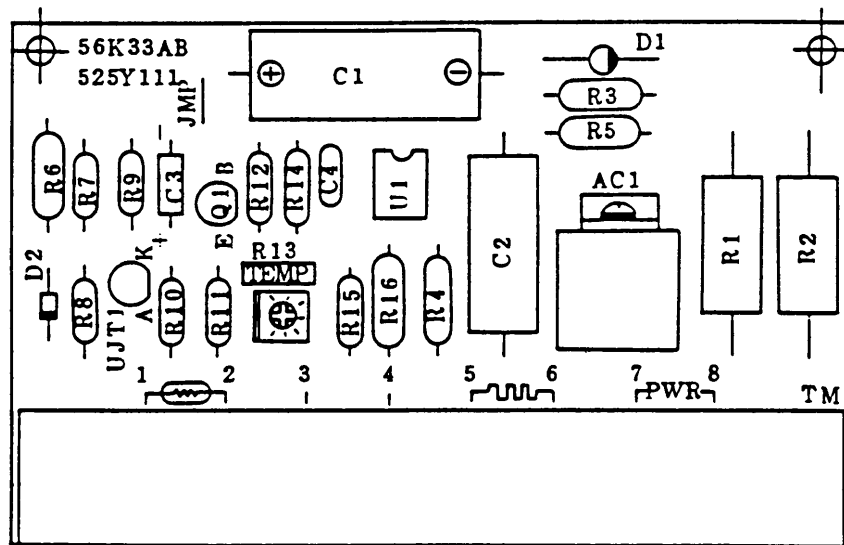 56K33AB
525Y111
JMP
C1
D1
R3
R5
R6
R7
R9
C3
Q1
B
E
R12
R14
C4
U1
C2
AC1
R1
R2
D2
R8
UJT1
K
A
R10
R11
R13
TEMP
R15
R16
R4
1 2 3 4 5 6 7 8
PWR
TM